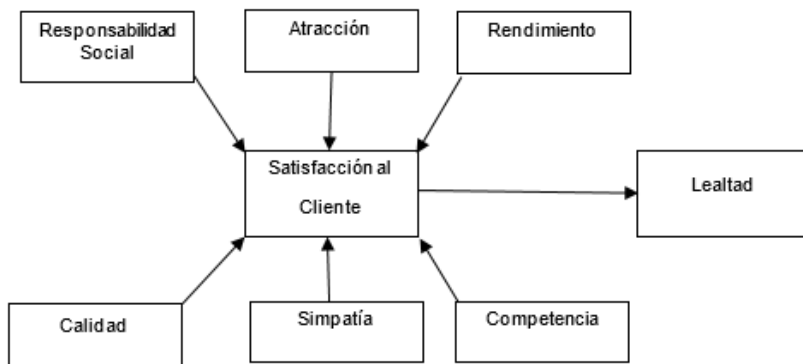 Responsabilidad
Social
Atracción
Rendimiento
Satisfacción al
Cliente
Lealtad
Calidad
Simpatía
Competencia